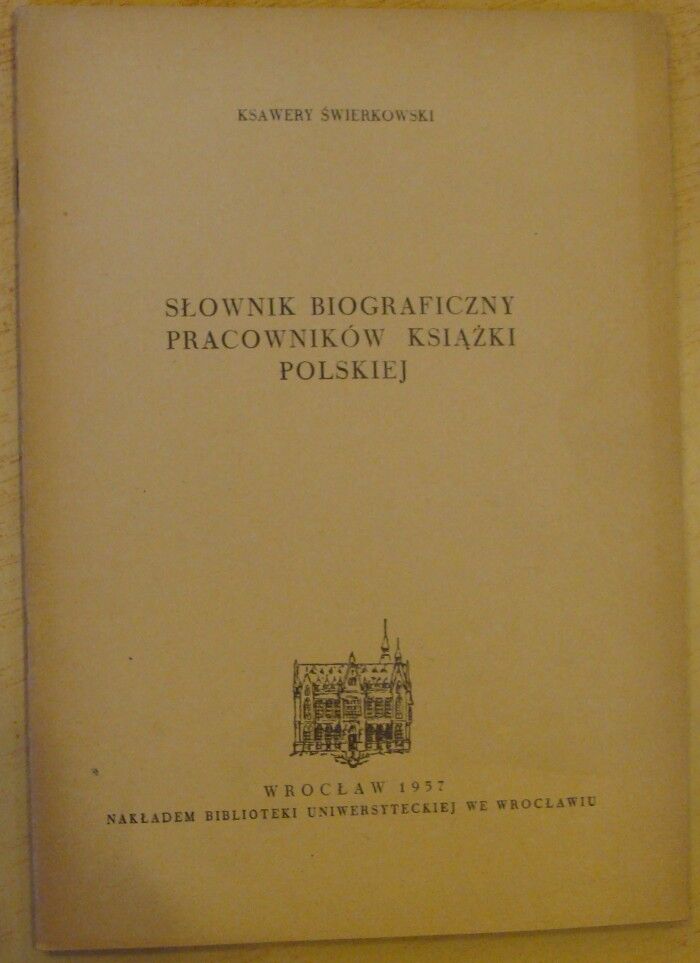 KSAWERY ŚWIERKOWSKI
SŁOWNIK BIOGRAFICZNY
PRACOWNIKÓW KSIĄŻKI
POLSKIEJ
WROCŁAW 1957
NAKŁADEM BIBLIOTEKI UNIWERSYTECKIEJ WE WROCŁAWIU